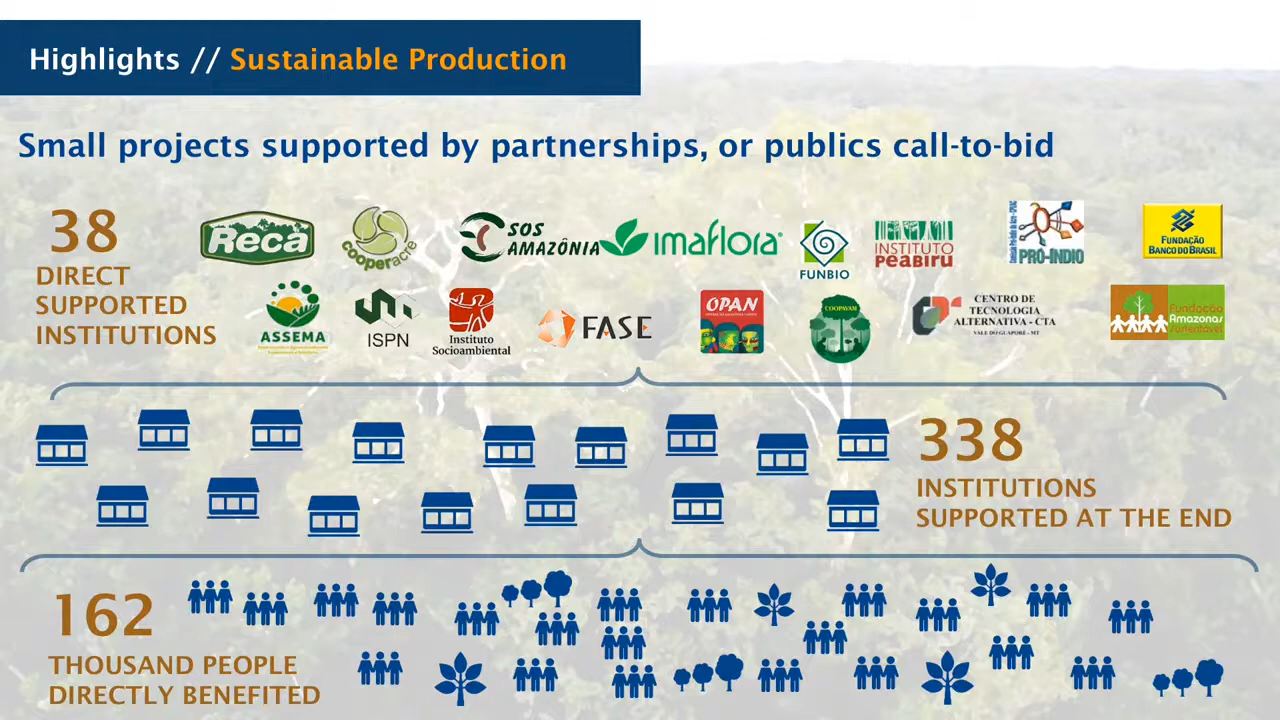 Highlights // Sustainable Production
Small projects supported by partnerships, or publics call-to-bid
38
DIRECT
SUPPORTED
INSTITUTIONS
Reca
cooperacre
SOS
AMAZÔNIA
imaflora
FUNBIO
INSTITUTO
PEABIRU
PRÓ-INDIO
FUNDAÇÃO
BANCO DO BRASIL
ASSEMA
ISPN
Instituto
Socioambiental
FASE
OPAN
COOPAVAM
CENTRO DE
TECNOLOGIA
ALTERNATIVA - CTA
VALE DO GUAPORÉ - MT
Fundação
Amazonas
Sustentável
338
INSTITUTIONS
SUPPORTED AT THE END
162
THOUSAND PEOPLE
DIRECTLY BENEFITED